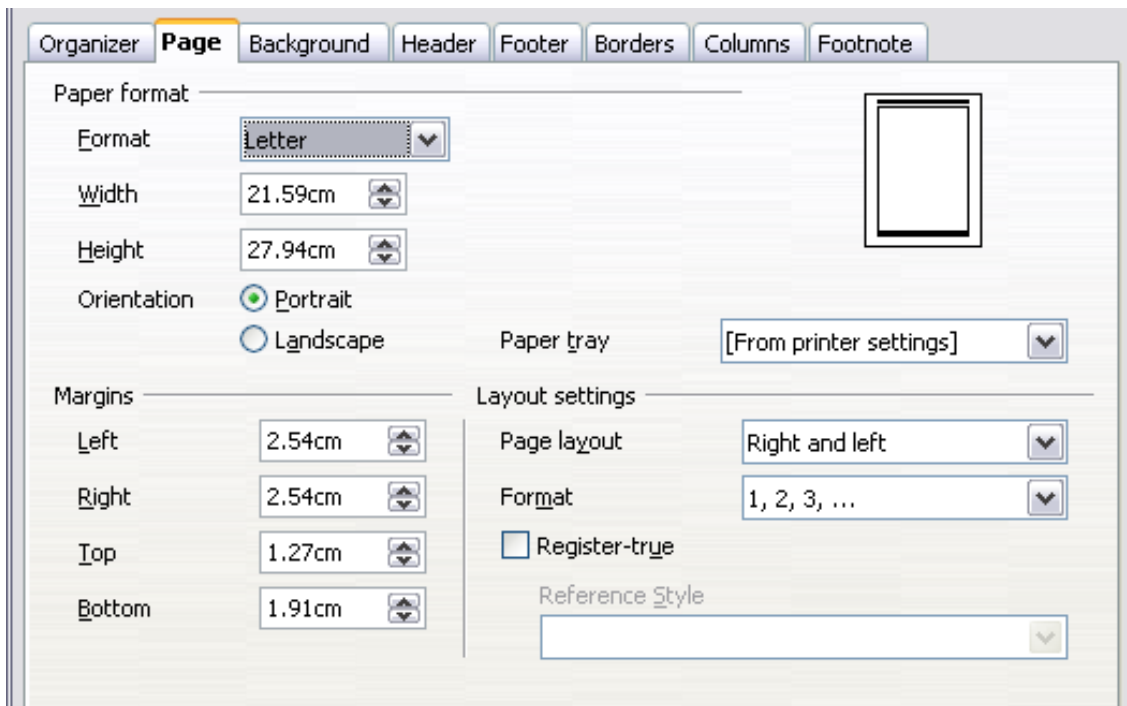 Organizer Page Background Header Footer Borders Columns Footnote
Paper format
Format Letter
Width 21.59cm
Height 27.94cm
Orientation Portrait
Landscape Paper tray [From printer settings]
Margins Layout settings
Left 2.54cm Page layout Right and left
Right 2.54cm Format 1, 2, 3, ...
Top 1.27cm Register-true
Reference Style
Bottom 1.91cm